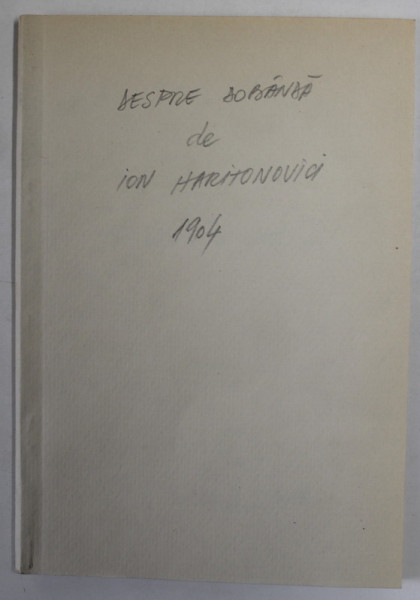 DESPRE DOBÂNDĂ
de
ION HARITONOVICI
1904